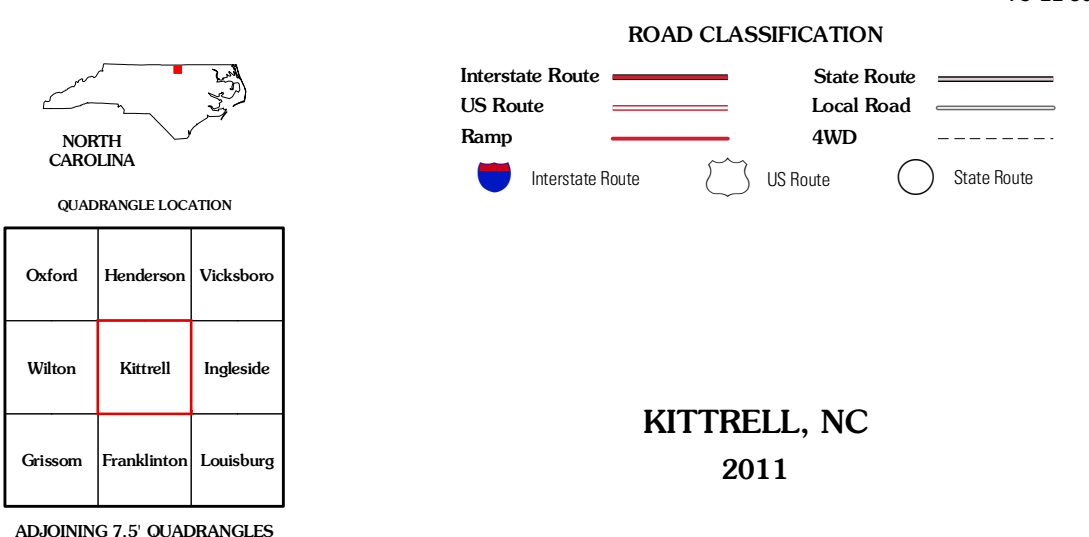 ROAD CLASSIFICATION
Interstate Route
State Route
US Route
Local Road
Ramp
4WD
Interstate Route
US Route
State Route
NORTH
CAROLINA
QUADRANGLE LOCATION
Oxford Henderson Vicksboro
Wilton Kittrell Ingleside
Grissom Franklinton Louisburg
ADJOINING 7.5' QUADRANGLES
KITTRELL, NC
2011